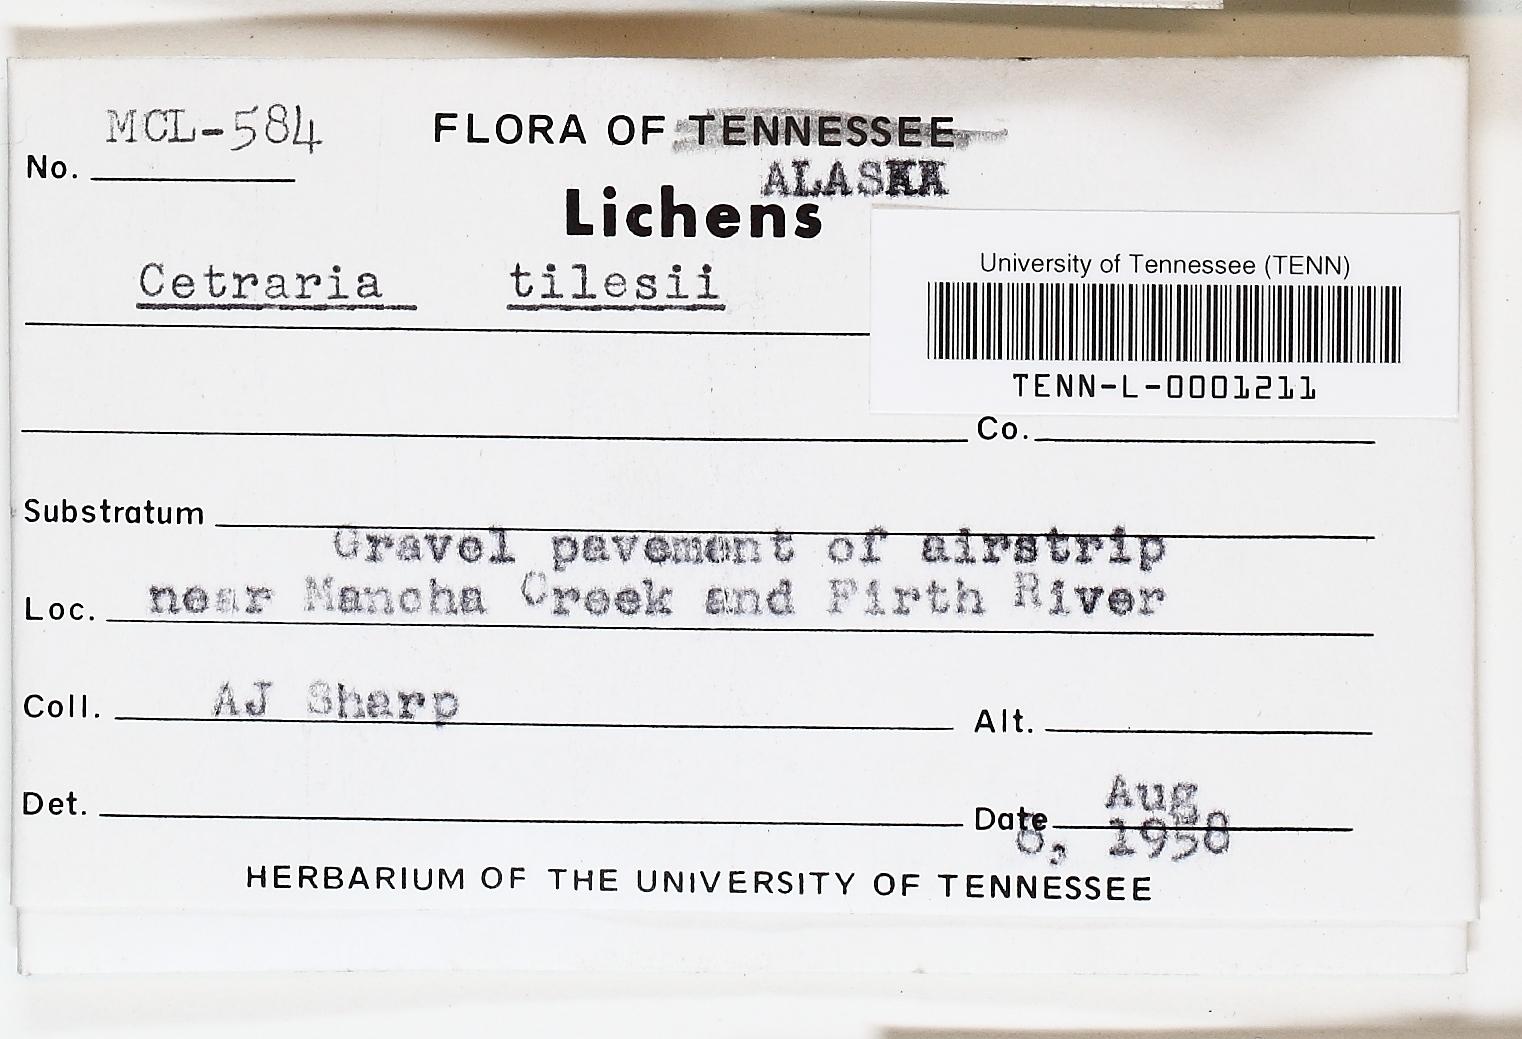 MCL-584
No.
FLORA OF TENNESSEE
ALASKA
Lichens
University of Tennessee (TENN)
TENN-L-0001211
Cetraria tilesii
Co.
Substratum
Gravel pavement of airstrip
Loc. near Mancha Creek and Firth River
Coll. AJ Sharp
Alt.
Det.
Date Aug
8, 1958
HERBARIUM OF THE UNIVERSITY OF TENNESSEE